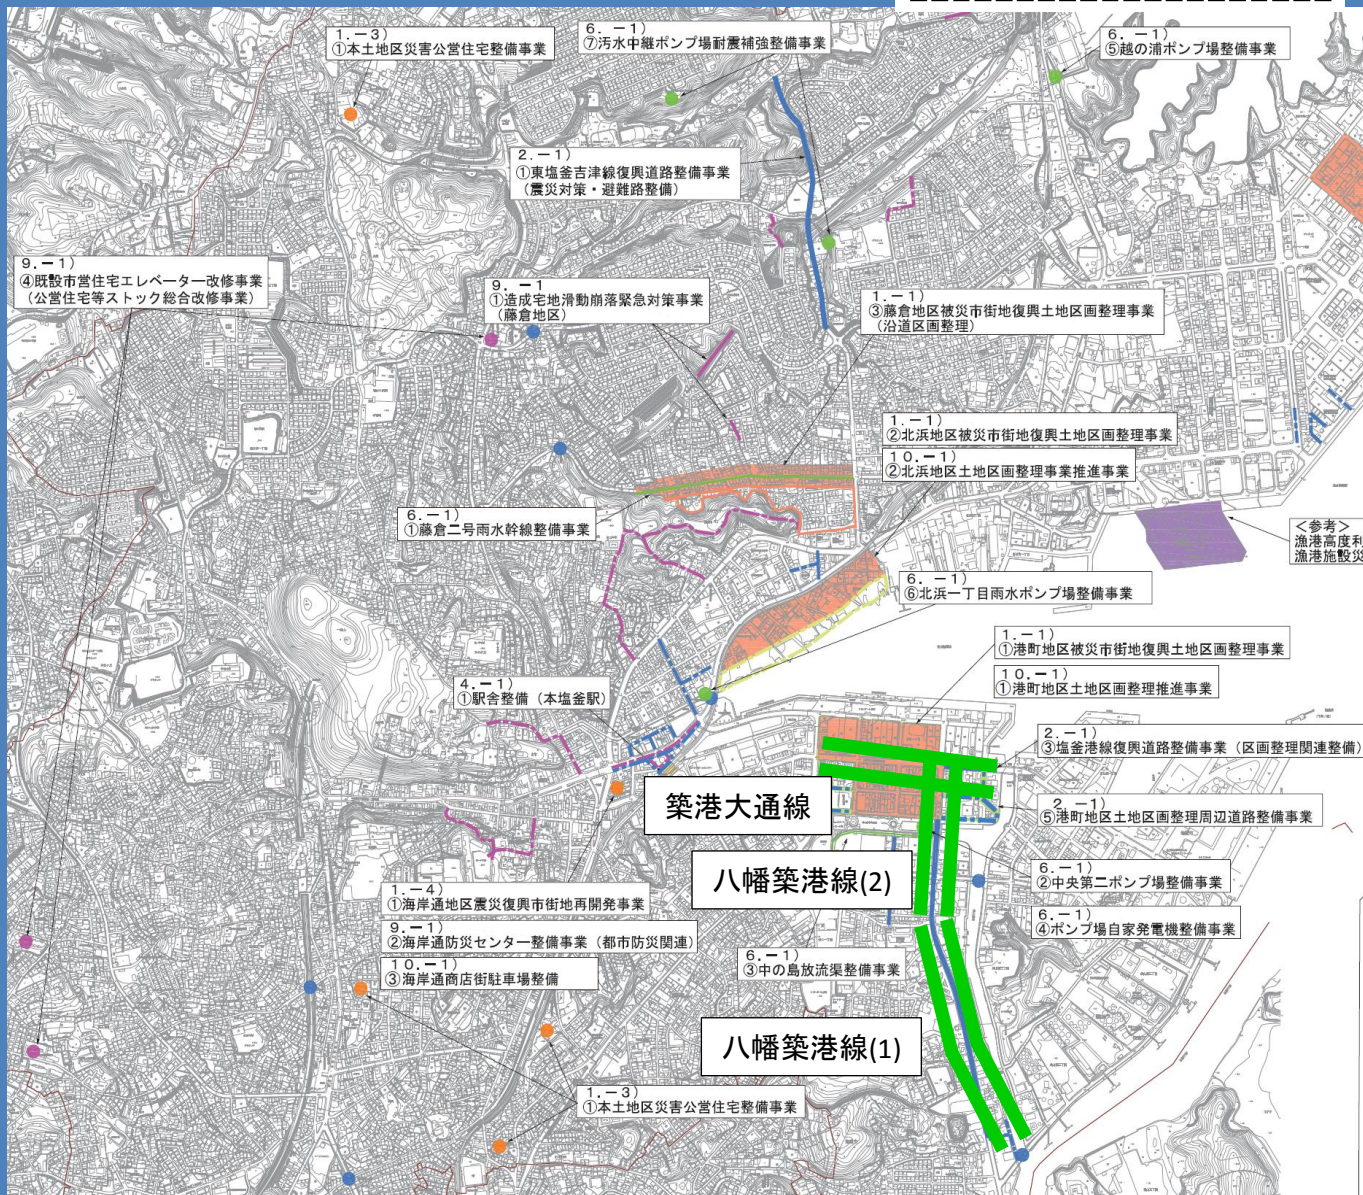 1.-3)
①本土地区災害公営住宅整備事業
6.-1)
⑦汚水中継ポンプ場耐震補強整備事業
6.-1)
⑤越の浦ポンプ場整備事業
2.-1)
①東塩釜吉津線復興道路整備事業
(震災対策・避難路整備)
9.-1)
④既設市営住宅エレベーター改修事業
(公営住宅等ストック総合改修事業)
9.-1
①造成宅地滑動崩落緊急対策事業
(藤倉地区)
1.-1)
③藤倉地区被災市街地復興土地区画整理事業
(沿道区画整理)
1.-1)
②北浜地区被災市街地復興土地区画整理事業
10.-1)
②北浜地区土地区画整理事業推進事業
6.-1)
①藤倉二号雨水幹線整備事業
<参考>
漁港高度利
漁港施設災
6.-1)
⑥北浜一丁目雨水ポンプ場整備事業
1.-1)
①港町地区被災市街地復興土地区画整理事業
10.-1)
①港町地区土地区画整理推進事業
4.-1)
①駅舎整備(本塩釜駅)
2.-1)
③塩釜港線復興道路整備事業(区画整理関連整備)
築港大通線
2.-1)
⑤港町地区土地区画整理周辺道路整備事業
八幡築港線(2)
6.-1)
②中央第二ポンプ場整備事業
1.-4)
①海岸通地区震災復興市街地再開発事業
6.-1)
④ポンプ場自家発電機整備事業
9.-1)
②海岸通防災センター整備事業(都市防災関連)
10.-1)
③海岸通商店街駐車場整備
6.-1)
③中の島放流渠整備事業
八幡築港線(1)
1.-3)
①本土地区災害公営住宅整備事業